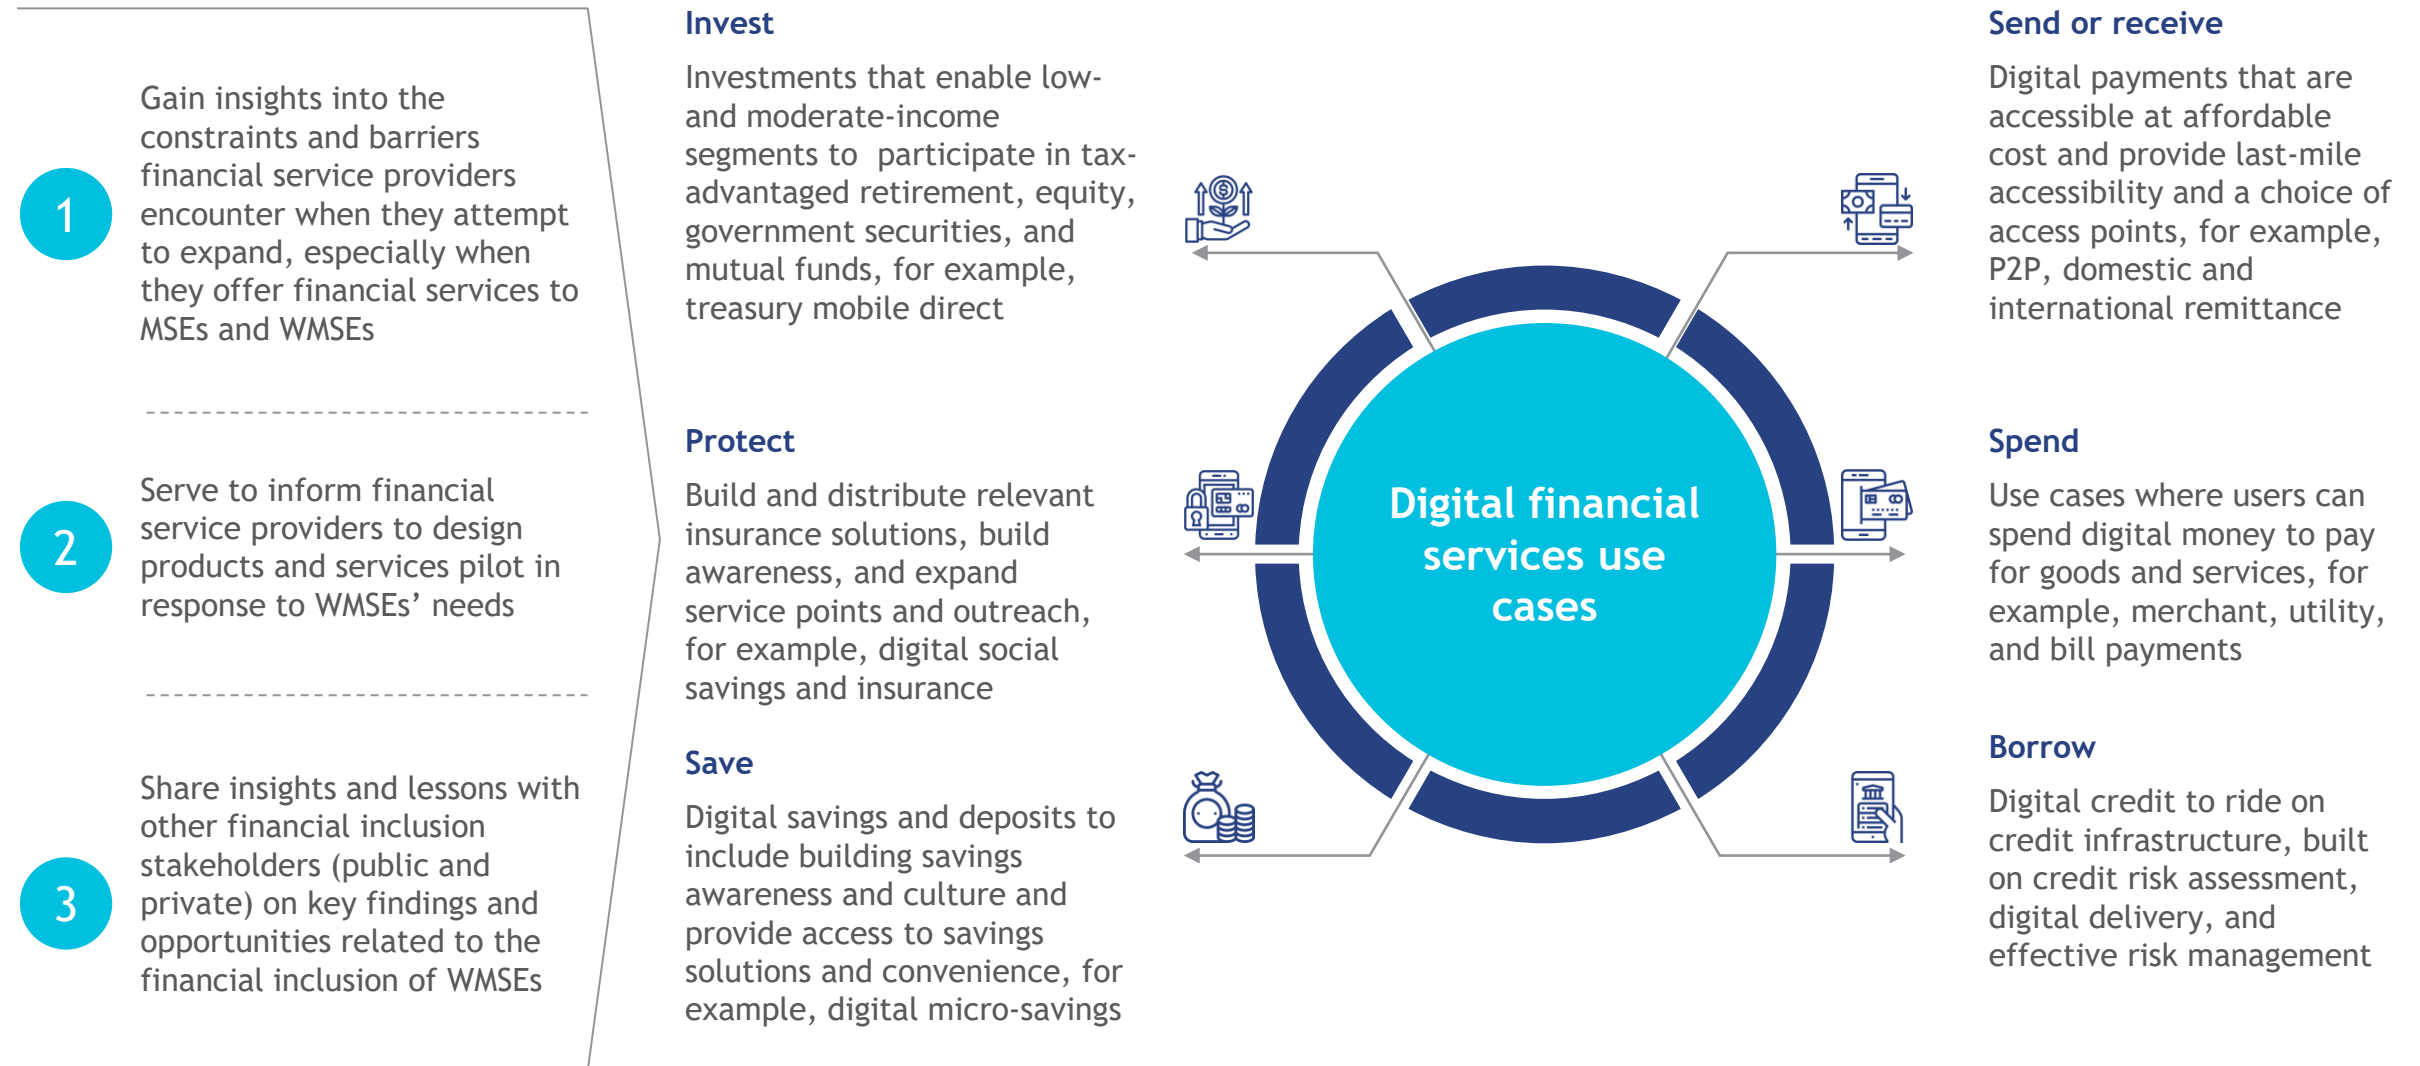 1
Gain insights into the
constraints and barriers
financial service providers
encounter when they attempt
to expand, especially when
they offer financial services to
MSEs and WMSEs
2
Serve to inform financial
service providers to design
products and services pilot in
response to WMSEs’ needs
3
Share insights and lessons with
other financial inclusion
stakeholders (public and
private) on key findings and
opportunities related to the
financial inclusion of WMSEs
Invest
Investments that enable low-
and moderate-income
segments to  participate in tax-
advantaged retirement, equity,
government securities, and
mutual funds, for example,
treasury mobile direct
Protect
Build and distribute relevant
insurance solutions, build
awareness, and expand
service points and outreach,
for example, digital social
savings and insurance
Save
Digital savings and deposits to
include building savings
awareness and culture and
provide access to savings
solutions and convenience, for
example, digital micro-savings
Digital financial
services use
cases
Send or receive
Digital payments that are
accessible at affordable
cost and provide last-mile
accessibility and a choice of
access points, for example,
P2P, domestic and
international remittance
Spend
Use cases where users can
spend digital money to pay
for goods and services, for
example, merchant, utility,
and bill payments
Borrow
Digital credit to ride on
credit infrastructure, built
on credit risk assessment,
digital delivery, and
effective risk management